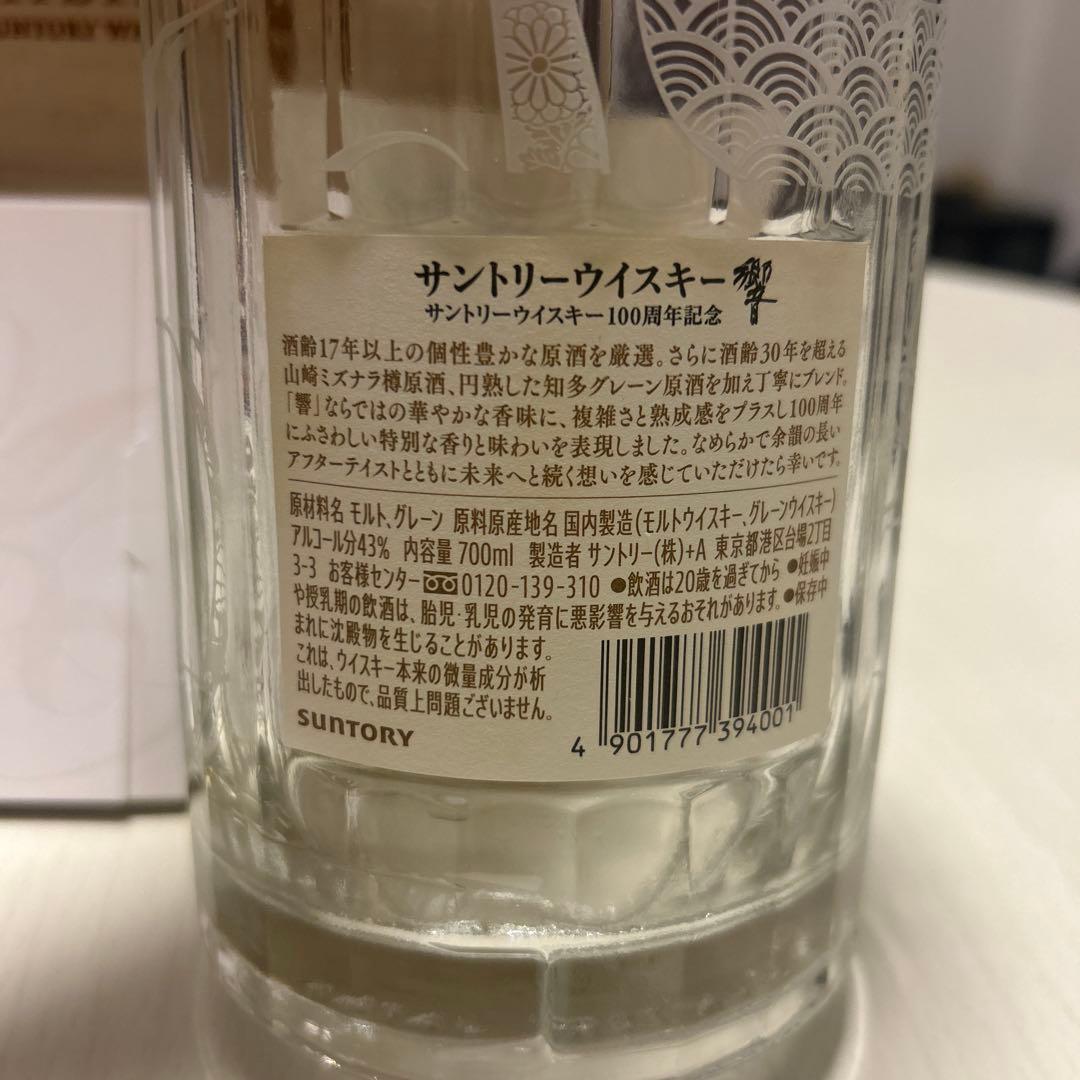 SUNTORY W
サントリーウイスキー 響
サントリーウイスキー100周年記念
酒齢17年以上の個性豊かな原酒を厳選。さらに酒齢30年を超える
山崎ミズナラ樽原酒、円熟した知多グレーン原酒を加え丁寧にブレンド。
「響」ならではの華やかな香味に、複雑さと熟成感をプラスし100周年
にふさわしい特別な香りと味わいを表現しました。なめらかで余韻の長い
アフターテイストとともに未来へと続く想いを感じていただけたら幸いです。
原材料名 モルト、グレーン 原料原産地名 国内製造(モルトウイスキー、グレーンウイスキー)
アルコール分43% 内容量 700ml 製造者 サントリー(株)+A 東京都港区台場2丁目
3-3 お客様センター 0120-139-310 ●飲酒は20歳を過ぎてから ●妊娠中
や授乳期の飲酒は、胎児・乳児の発育に悪影響を与えるおそれがあります。●保存中
まれに沈殿物を生じることがあります。
これは、ウイスキー本来の微量成分が析
出したもので、品質上問題ございません。
SUNTORY
4 901777 394001